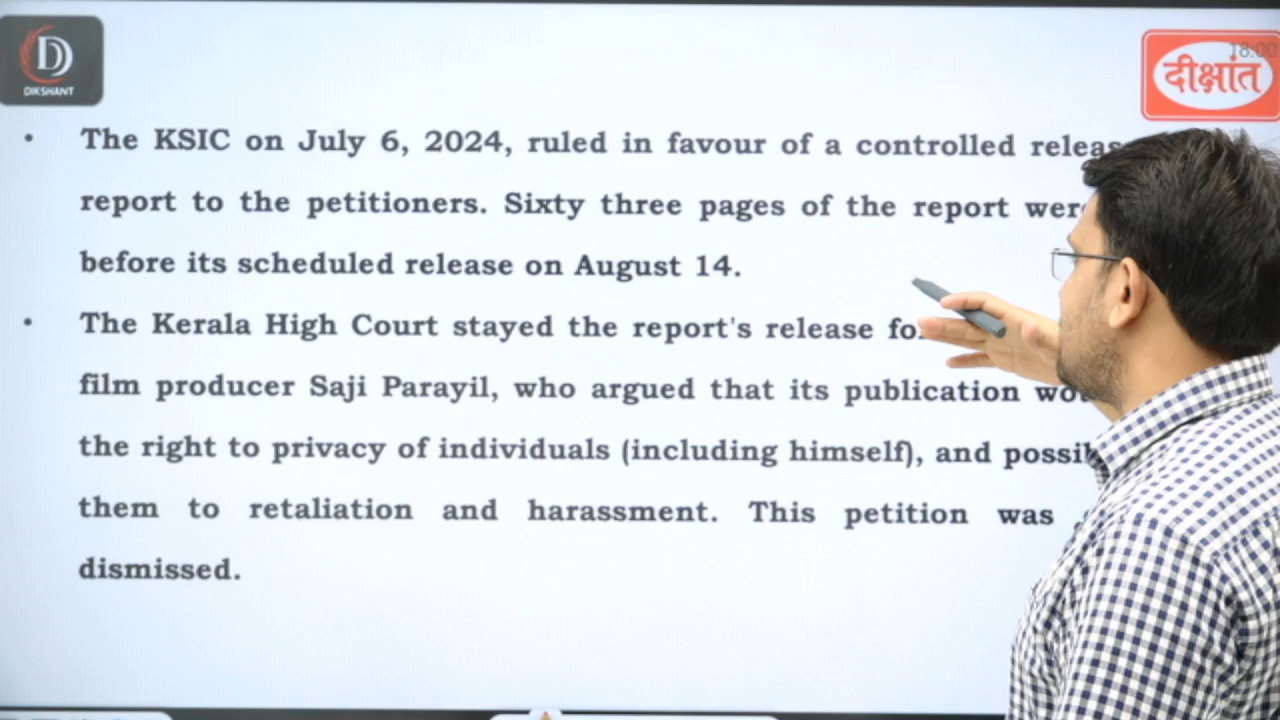 D
DIKSHANT
18:00
दीक्षांत
• The KSIC on July 6, 2024, ruled in favour of a controlled
report to the petitioners. Sixty three pages of the report
before its scheduled release on August 14.
• The Kerala High Court stayed the report's release
film producer Saji Parayil, who argued that its publication
the right to privacy of individuals (including himself), and
them to retaliation and harassment. This petition was
dismissed.